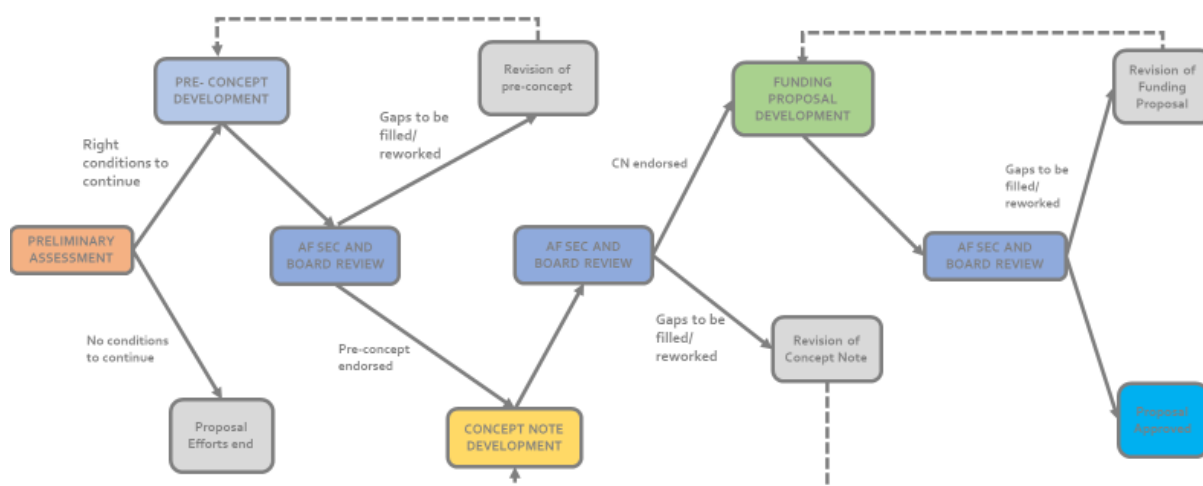 PRE- CONCEPT
DEVELOPMENT
Revision of
pre-concept
FUNDING
PROPOSAL
DEVELOPMENT
Revision of
Funding
Proposal
Right
conditions to
continue
Gaps to be
filled/
reworked
CN endorsed
Gaps to be
filled/
reworked
PRELIMINARY
ASSESSMENT
AF SEC AND
BOARD REVIEW
AF SEC AND
BOARD REVIEW
AF SEC AND
BOARD REVIEW
No conditions
to continue
Pre-concept
endorsed
Gaps to be
filled/
reworked
Revision of
Concept Note
Proposal
Efforts end
CONCEPT NOTE
DEVELOPMENT
Proposal
Approved